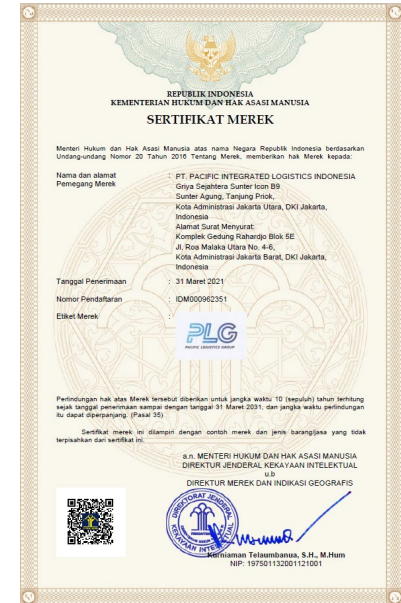 REPUBLIK INDONESIA
KEMENTERIAN HUKUM DAN HAK ASASI MANUSIA
SERTIFIKAT MEREK
Menteri Hukum dan Hak Asasi Manusia atas nama Negara Republik Indonesia berdasarkan
Undang-undang Nomor 20 Tahun 2016 Tentang Merek, memberikan hak Merek kepada:
Nama dan alamat Pemegang Merek : PT. PACIFIC INTEGRATED LOGISTICS INDONESIA
Griya Sejahtera Sunter Icon B9
Sunter Agung, Tanjung Priok,
Kota Administrasi Jakarta Utara, DKI Jakarta,
Indonesia
Alamat Surat Menyurat:
Komplek Gedung Rahardjo Blok 5E
Jl. Roa Malaka Utara No. 4-6,
Kota Administrasi Jakarta Barat, DKI Jakarta,
Indonesia
Tanggal Penerimaan : 31 Maret 2021
Nomor Pendaftaran : IDM000962351
Etiket Merek :
PLG
PACIFIC LOGISTICS GROUP
Perlindungan hak atas Merek tersebut diberikan untuk jangka waktu 10 (sepuluh) tahun terhitung
sejak tanggal penerimaan sampai dengan tanggal 31 Maret 2031, dan jangka waktu perlindungan
itu dapat diperpanjang. (Pasal 35)
Sertifikat merek ini dilampiri dengan contoh merek dan jenis barang/jasa yang tidak
terpisahkan dari sertifikat ini.
a.n. MENTERI HUKUM DAN HAK ASASI MANUSIA
DIREKTUR JENDERAL KEKAYAAN INTELEKTUAL
u.b
DIREKTUR MEREK DAN INDIKASI GEOGRAFIS
DIREKTORAT JENDERAL
KEKAYAAN INTELEKTUAL
Kurniaman Telaumbanua, S.H., M.Hum
NIP: 197501132001121001